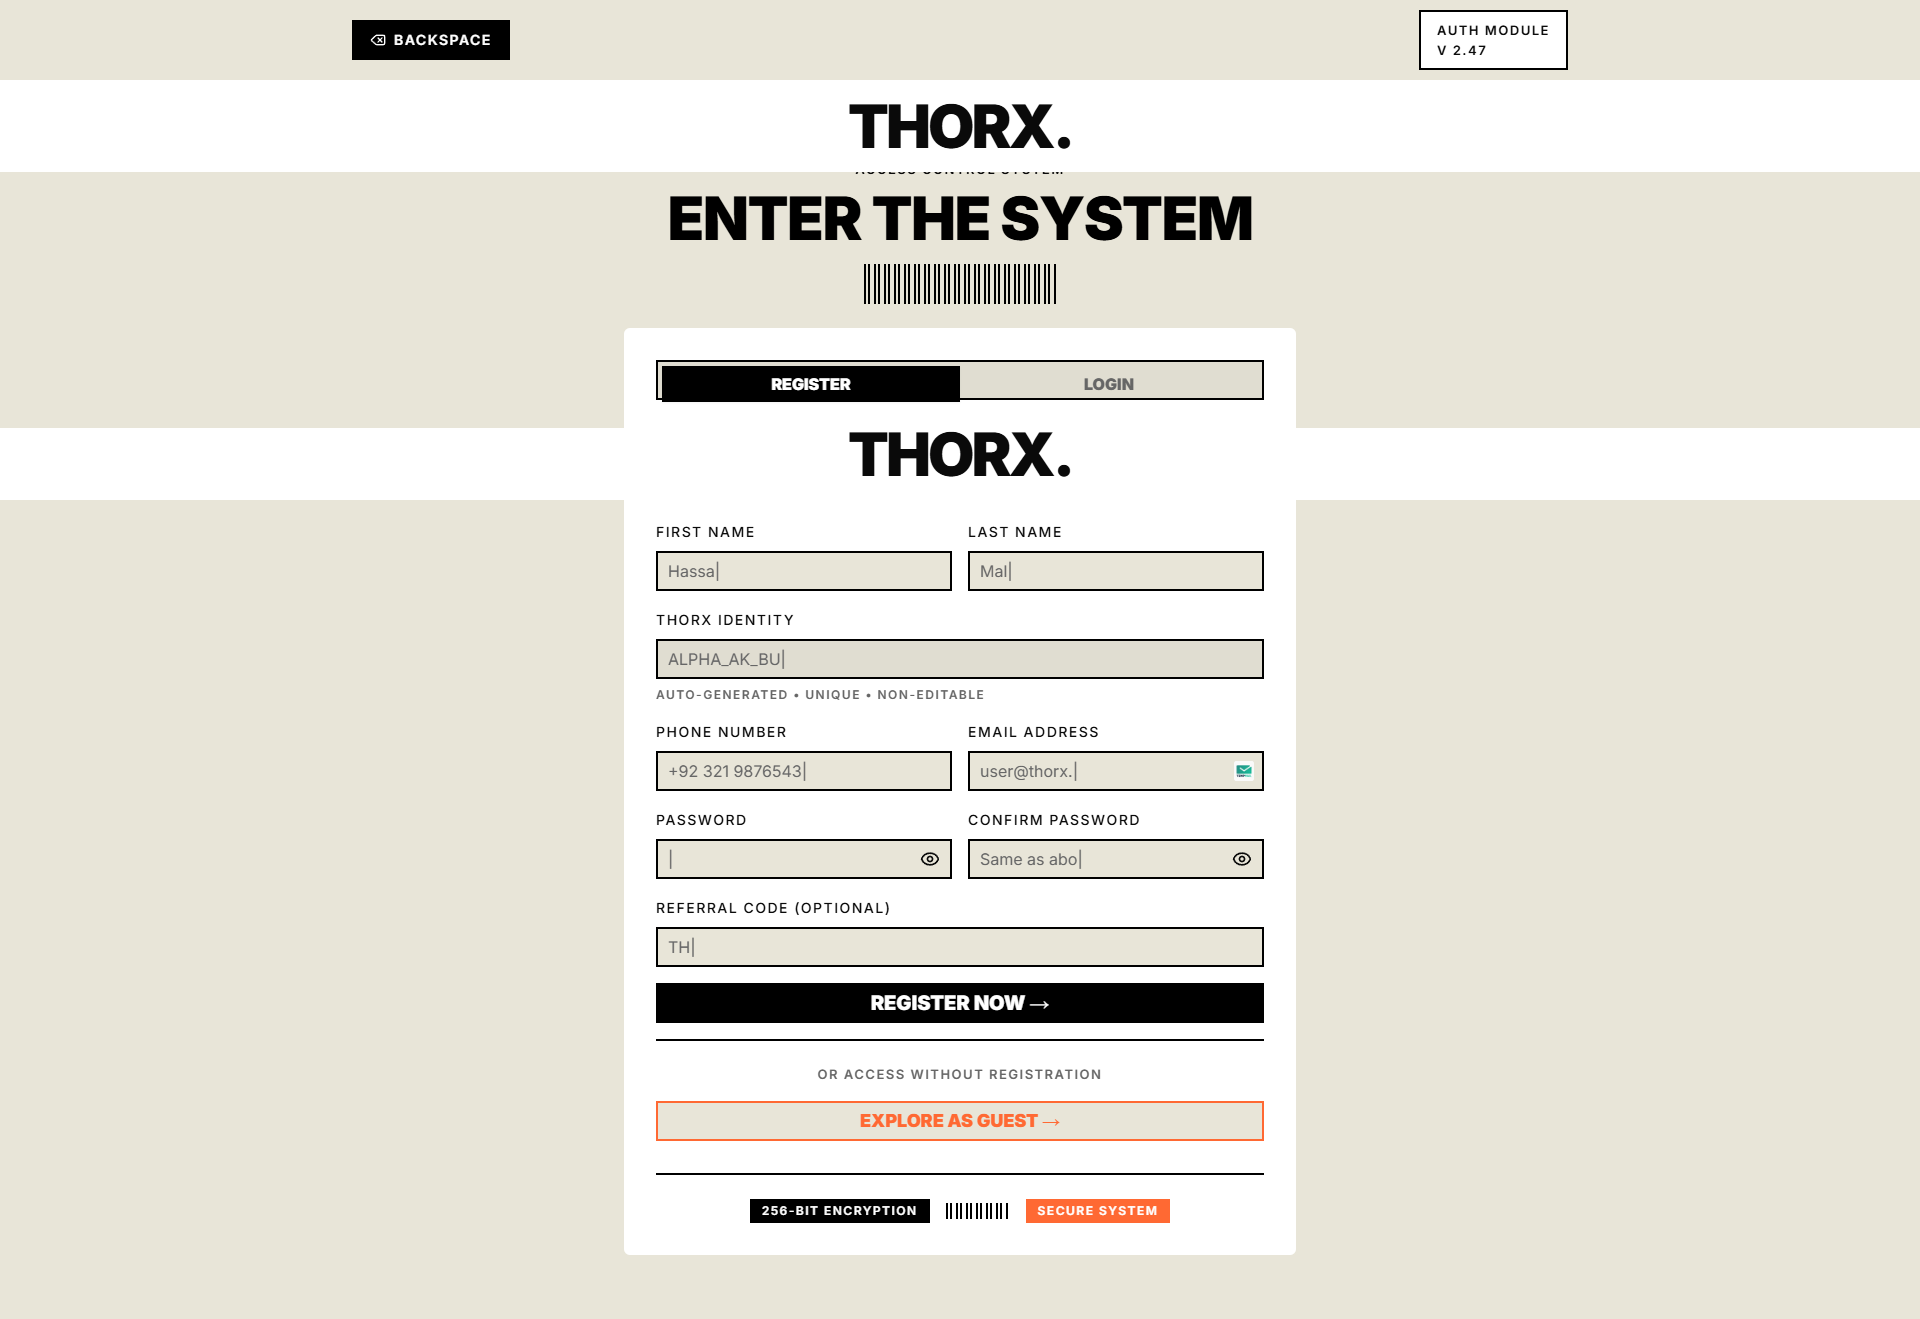 BACKSPACE
AUTH MODULE
V 2.47
THORX.
ACCESS CONTROL SYSTEM
ENTER THE SYSTEM
REGISTER
LOGIN
THORX.
FIRST NAME
LAST NAME
Hassa|
Mal|
THORX IDENTITY
ALPHA_AK_BU|
AUTO-GENERATED • UNIQUE • NON-EDITABLE
PHONE NUMBER
EMAIL ADDRESS
+92 321 9876543|
user@thorx.|
PASSWORD
CONFIRM PASSWORD
|
Same as abo|
REFERRAL CODE (OPTIONAL)
TH|
REGISTER NOW →
OR ACCESS WITHOUT REGISTRATION
EXPLORE AS GUEST →
256-BIT ENCRYPTION
SECURE SYSTEM